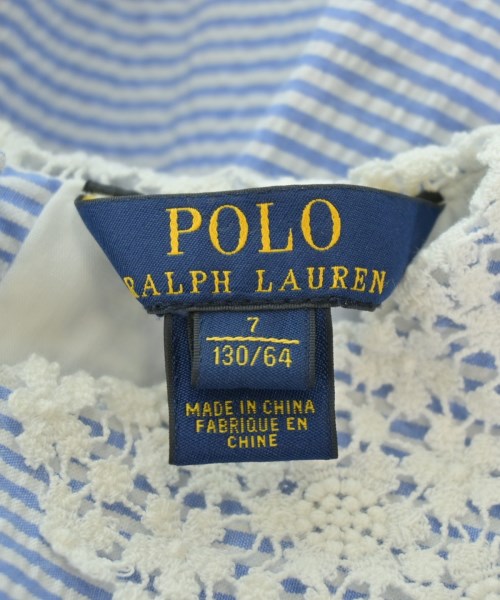 POLO
RALPH LAUREN
7
130/64
MADE IN CHINA
FABRIQUE EN
CHINE